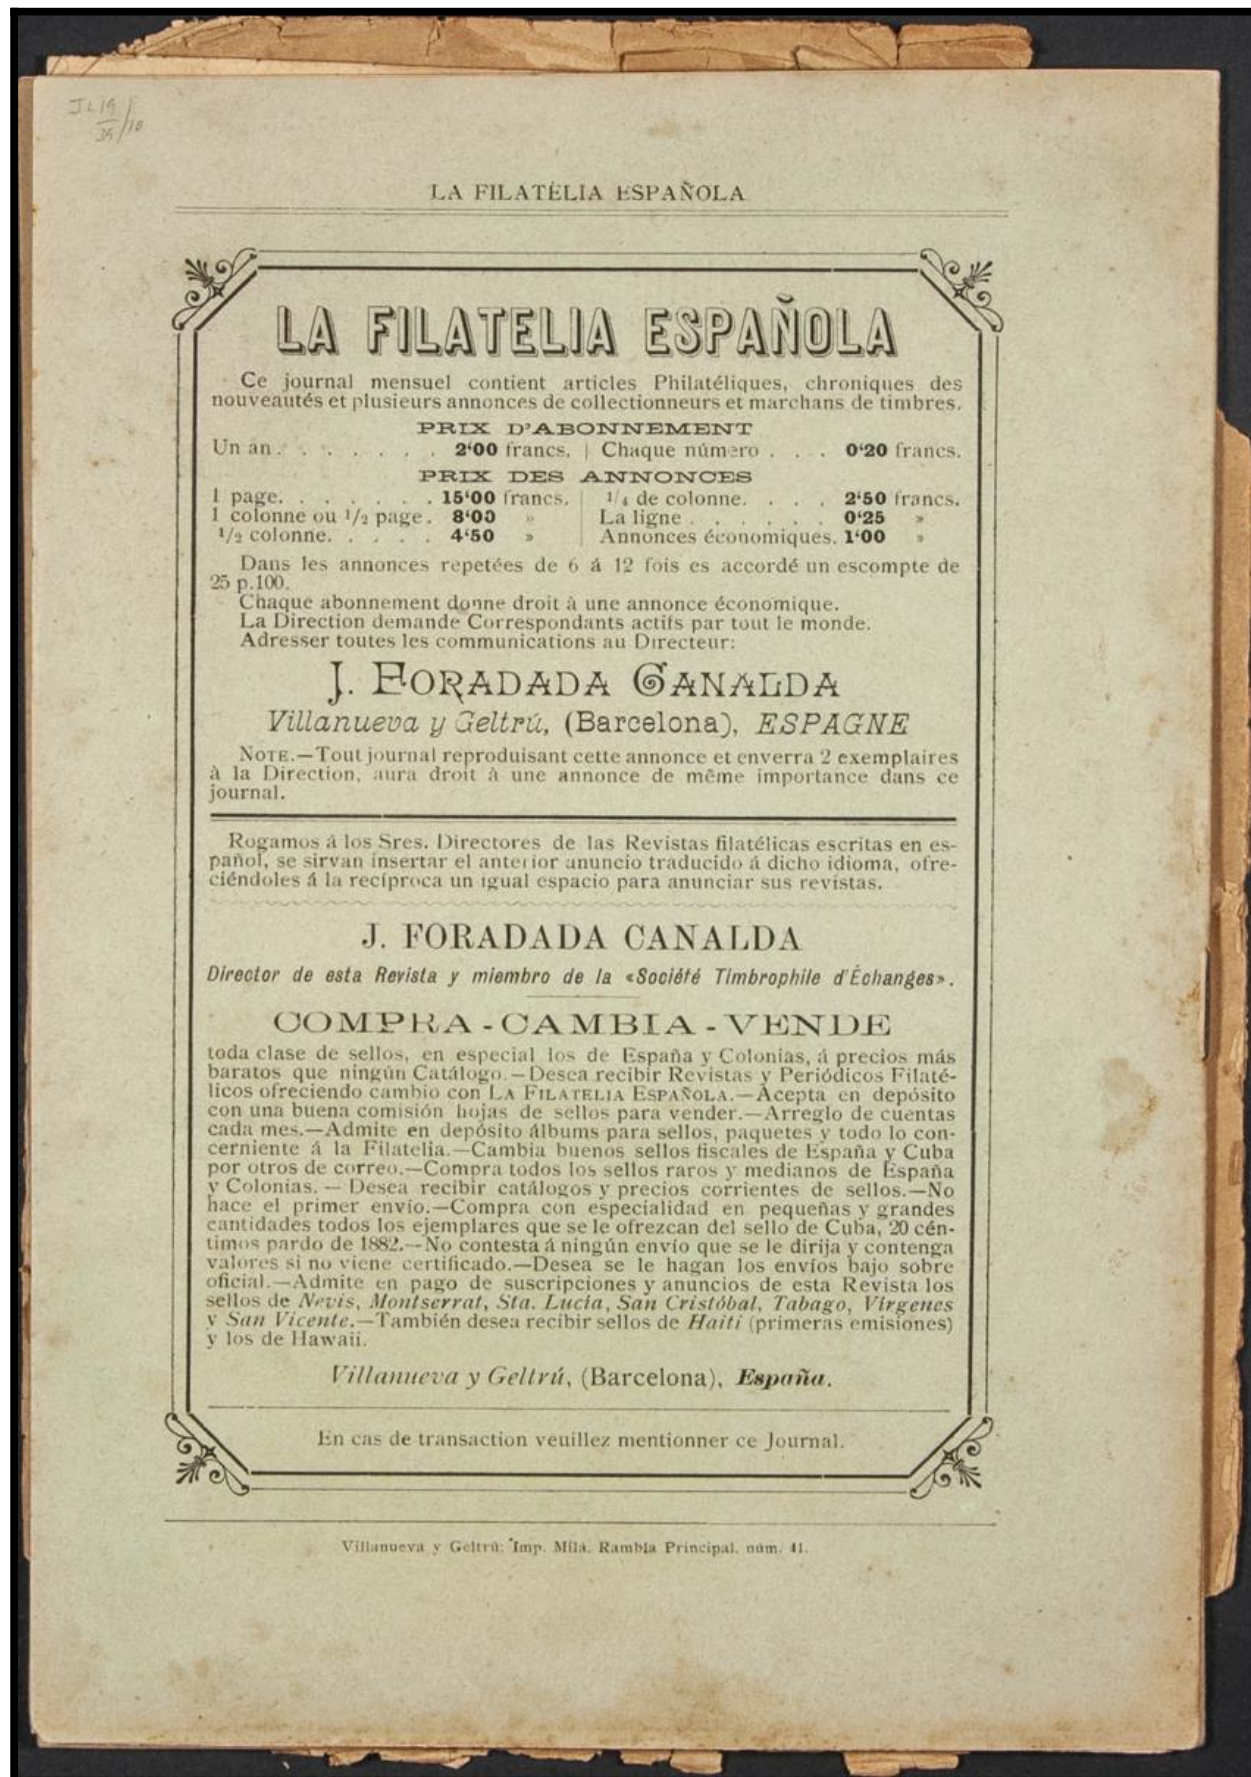 LA FILATELIA ESPAÑOLA
LA FILATELIA ESPAÑOLA
Ce journal mensuel contient articles Philatéliques, chroniques des
nouveautés et plusieurs annonces de collectionneurs et marchans de timbres.
PRIX D'ABONNEMENT
Un an . . . . . . . 2'00 francs. | Chaque número . . . 0'20 francs.
PRIX DES ANNONCES
1 page. . . . . . . 15'00 francs. | 1/4 de colonne. . . . 2'50 francs.
1 colonne ou 1/2 page. 8'00 » | La ligne . . . . . . 0'25 »
1/2 colonne. . . . . 4'50 » | Annonces économiques. 1'00 »
Dans les annonces repetées de 6 á 12 fois es accordé un escompte de
25 p.100.
Chaque abonnement donne droit à une annonce économique.
La Direction demande Correspondants actifs par tout le monde.
Adresser toutes les communications au Directeur:
J. FORADADA CANALDA
Villanueva y Geltrú, (Barcelona), ESPAGNE
NOTE.—Tout journal reproduisant cette annonce et enverra 2 exemplaires
à la Direction, aura droit à une annonce de même importance dans ce
journal.
Rogamos á los Sres. Directores de las Revistas filatélicas escritas en es-
pañol, se sirvan insertar el anterior anuncio traducido á dicho idioma, ofre-
ciéndoles á la recíproca un igual espacio para anunciar sus revistas.
J. FORADADA CANALDA
Director de esta Revista y miembro de la «Société Timbrophile d'Échanges».
COMPRA - CAMBIA - VENDE
toda clase de sellos, en especial los de España y Colonias, á precios más
baratos que ningún Catálogo.—Desea recibir Revistas y Periódicos Filaté-
licos ofreciendo cambio con LA FILATELIA ESPAÑOLA.—Acepta en depósito
con una buena comisión hojas de sellos para vender.—Arreglo de cuentas
cada mes.—Admite en depósito álbums para sellos, paquetes y todo lo con-
cerniente á la Filatelia.—Cambia buenos sellos fiscales de España y Cuba
por otros de correo.—Compra todos los sellos raros y medianos de España
y Colonias. — Desea recibir catálogos y precios corrientes de sellos.—No
hace el primer envío.—Compra con especialidad en pequeñas y grandes
cantidades todos los ejemplares que se le ofrezcan del sello de Cuba, 20 cén-
timos pardo de 1882.—No contesta á ningún envío que se le dirija y contenga
valores si no viene certificado.—Desea se le hagan los envíos bajo sobre
oficial.—Admite en pago de suscripciones y anuncios de esta Revista los
sellos de Nevis, Montserrat, Sta. Lucía, San Cristóbal, Tabago, Vírgenes
y San Vicente.—También desea recibir sellos de Haití (primeras emisiones)
y los de Hawaii.
Villanueva y Geltrú, (Barcelona), España.
En cas de transaction veuillez mentionner ce Journal.
Villanueva y Geltrú: Imp. Milá. Rambla Principal. núm. 41.